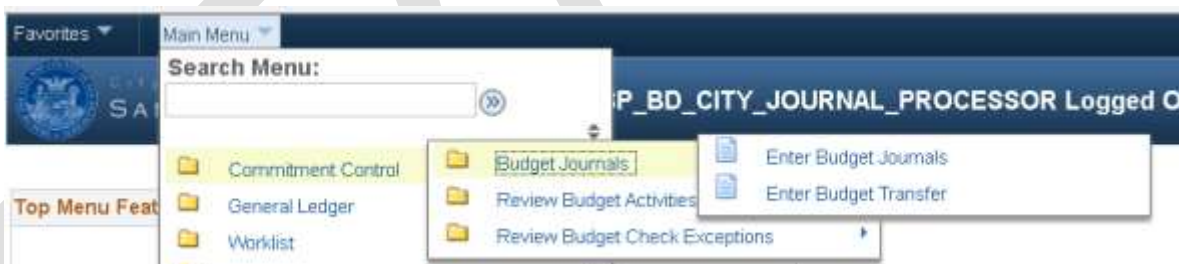 Favorites Main Menu
Search Menu:
SA
P_BD_CITY_JOURNAL_PROCESSOR Logged O
Commitment Control Budget Journals Enter Budget Journals
Top Menu Feat General Ledger Review Budget Activities Enter Budget Transfer
Worklist Review Budget Check Exceptions